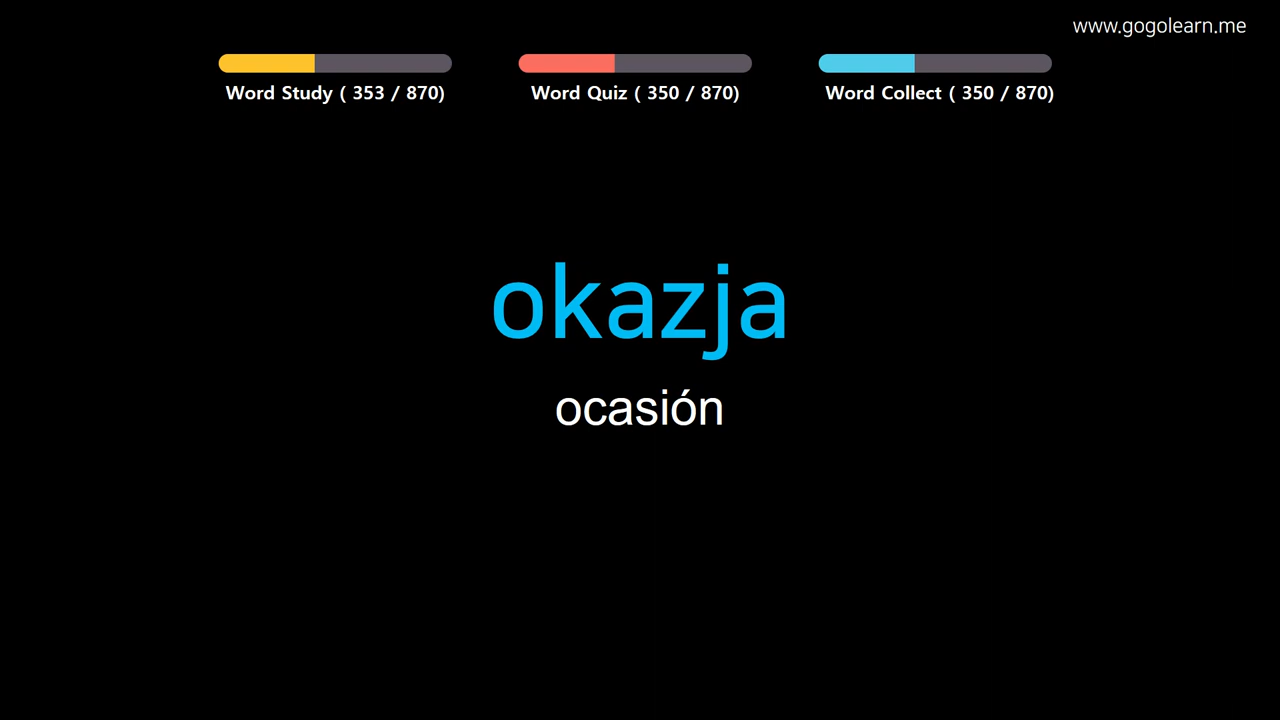 www.gogolearn.me
Word Study ( 353 / 870)
Word Quiz ( 350 / 870)
Word Collect ( 350 / 870)
okazja
ocasión